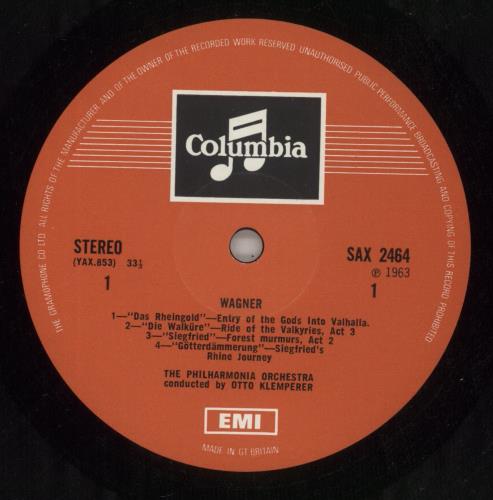 THE GRAMOPHONE CO LTD. ALL RIGHTS OF THE MANUFACTURER AND OF THE OWNER OF THE RECORDED WORK RESERVED UNAUTHORISED PUBLIC PERFORMANCE BROADCASTING AND COPYING OF THIS RECORD PROHIBITED
Columbia
STEREO
(YAX.853) 33⅓
1
SAX 2464
℗ 1963
1
WAGNER
1—"Das Rheingold"—Entry of the Gods Into Valhalla.
2—"Die Walküre"—Ride of the Valkyries, Act 3
3—"Siegfried"—Forest murmurs, Act 2
4—"Götterdämmerung"—Siegfried's
Rhine Journey
THE PHILHARMONIA ORCHESTRA
conducted by OTTO KLEMPERER
EMI
MADE IN GT. BRITAIN